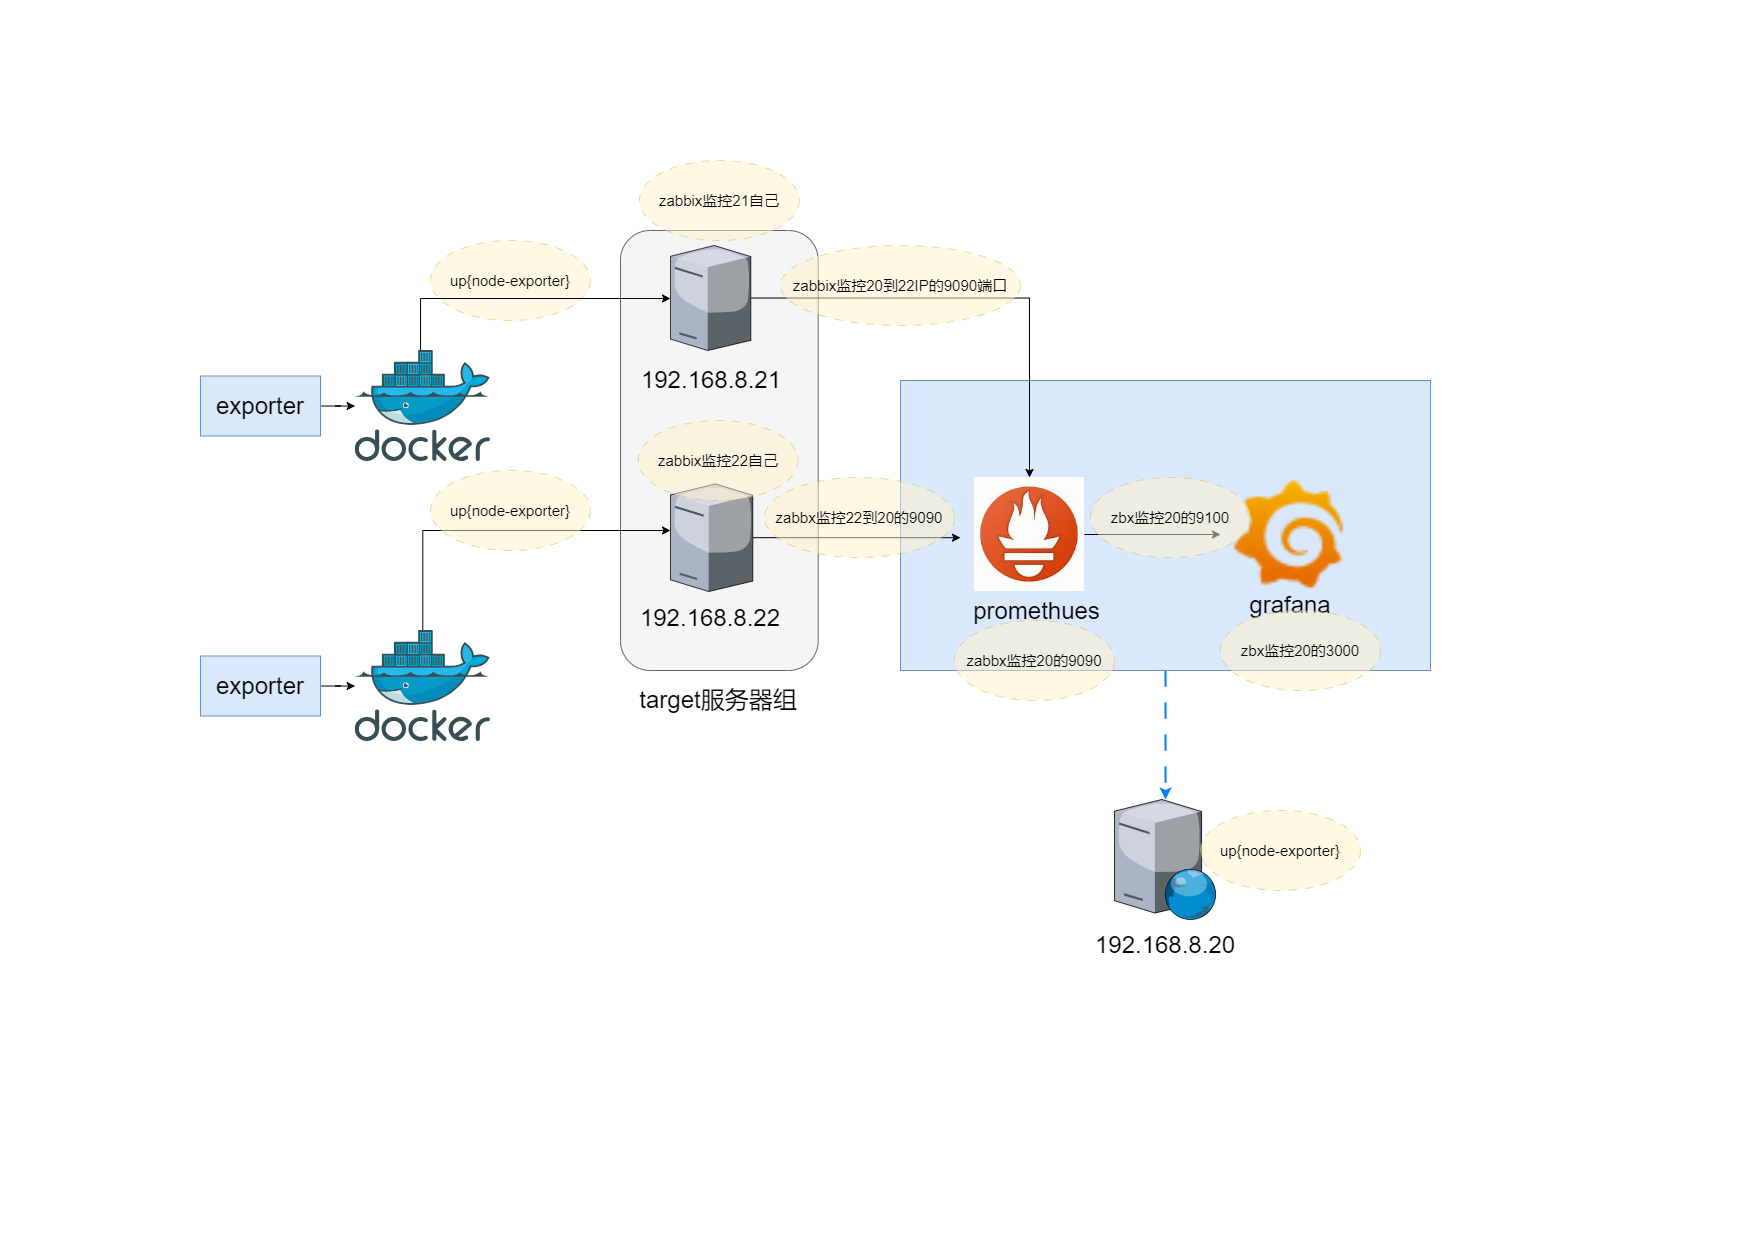 zabbix监控21自己
up{node-exporter}
zabbix监控20到22IP的9090端口
192.168.8.21
exporter
docker
zabbix监控22自己
up{node-exporter}
zabbx监控22到20的9090
zbx监控20的9100
192.168.8.22
promethues
grafana
zabbx监控20的9090
zbx监控20的3000
exporter
docker
target服务器组
up{node-exporter}
192.168.8.20